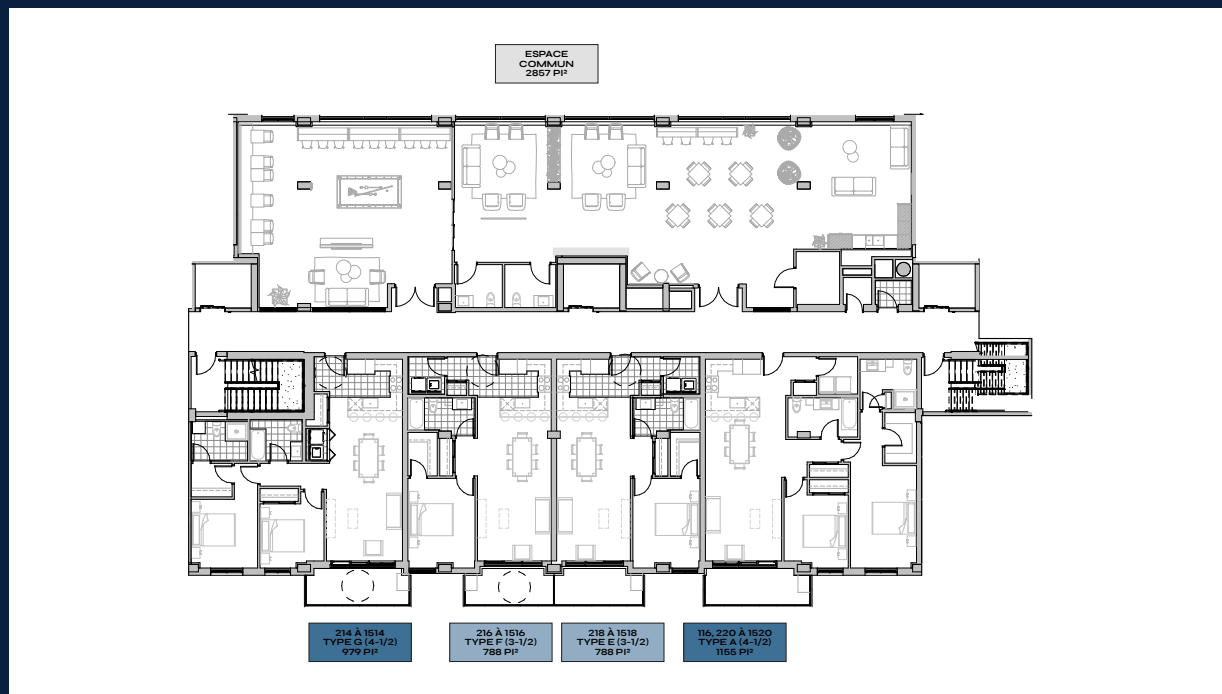 ESPACE
COMMUN
2857 PI²
214 À 1514
TYPE G (4-1/2)
979 PI²
216 À 1516
TYPE F (3-1/2)
788 PI²
218 À 1518
TYPE E (3-1/2)
788 PI²
116, 220 À 1520
TYPE A (4-1/2)
1155 PI²